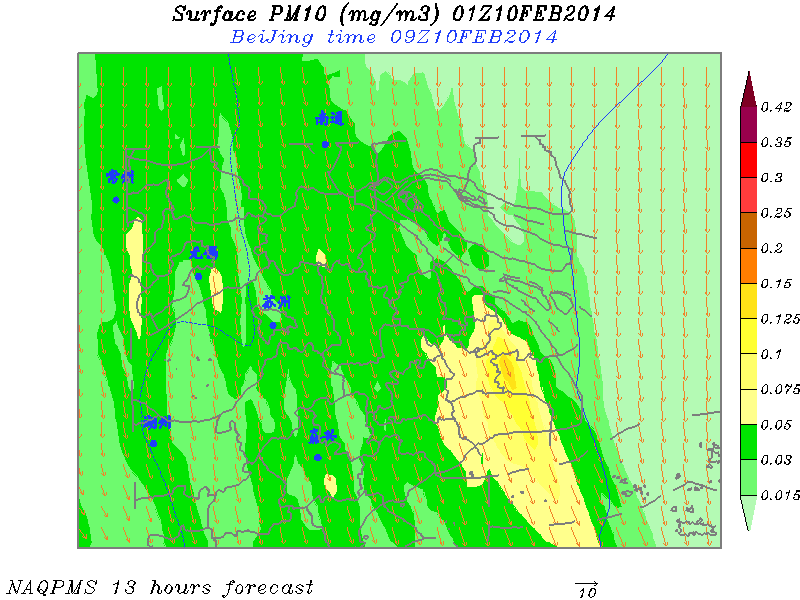 Surface PM10 (mg/m3) 01Z10FEB2014
BeiJing time 09Z10FEB2014
南通
常州
无锡
苏州
湖州
嘉兴
0.42
0.35
0.3
0.25
0.2
0.15
0.125
0.1
0.075
0.05
0.03
0.015
NAQPMS 13 hours forecast
10